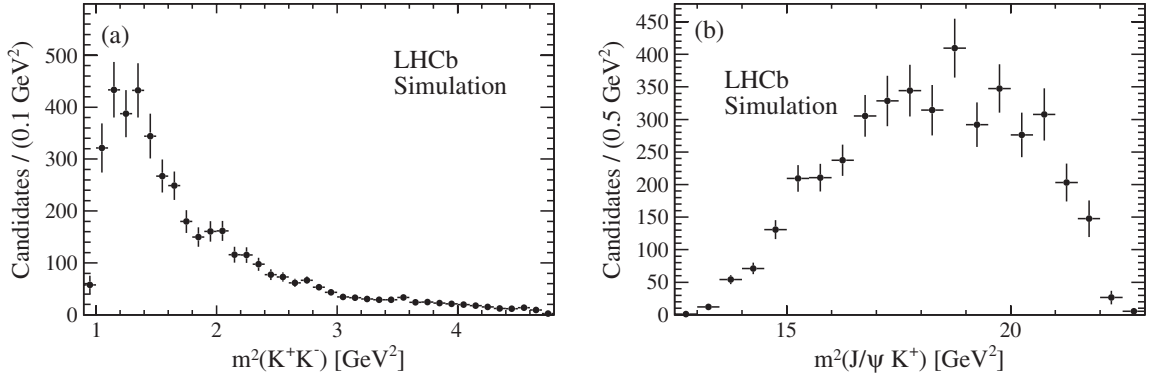 (a)
LHCb
Simulation
Candidates / (0.1 GeV²)
500
400
300
200
100
0
1 2 3 4
m²(K⁺K⁻) [GeV²]
(b)
LHCb
Simulation
Candidates / (0.5 GeV²)
450
400
350
300
250
200
150
100
50
0
15 20
m²(J/ψ K⁺) [GeV²]